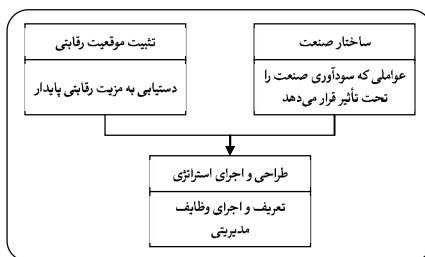 ساختار صنعت
عواملی که سودآوری صنعت را
تحت تأثیر قرار می‌دهد
تثبیت موقعیت رقابتی
دستیابی به مزیت رقابتی پایدار
طراحی و اجرای استراتژی
تعریف و اجرای وظایف
مدیریتی